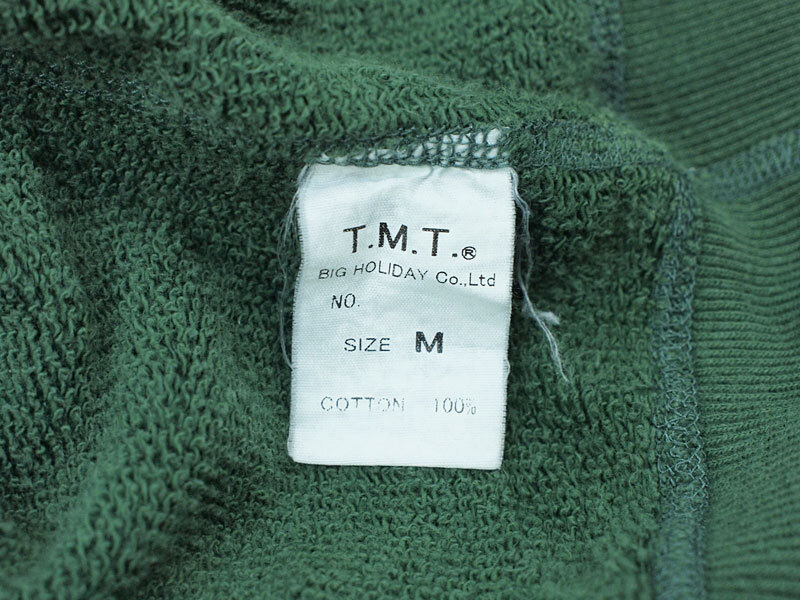 T.M.T.®
BIG HOLIDAY Co.,Ltd
NO.
SIZE M
COTTON 100%